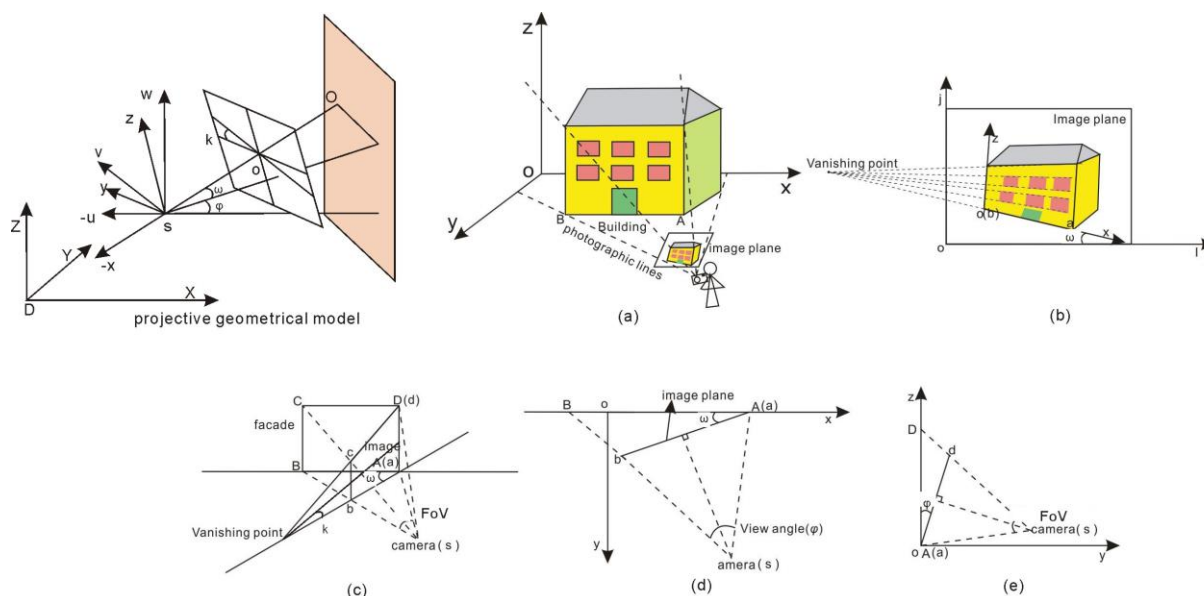 w
z
v
y
-u
-x
s
k
o
O
ω
φ
Z
Y
X
D
projective geometrical model
z
O
x
y
B
A
Building
photographic lines
image plane
(a)
j
Image plane
z
Vanishing point
o(b)
a
x
ω
o
I
(b)
C
D(d)
facade
c
image
B
A(a)
ω
b
FoV
Vanishing point
k
camera(s)
(c)
image plane
B
o
A(a)
ω
x
b
View angle(φ)
y
amera(s)
(d)
z
D
d
φ
FoV
camera(s)
o
A(a)
y
(e)